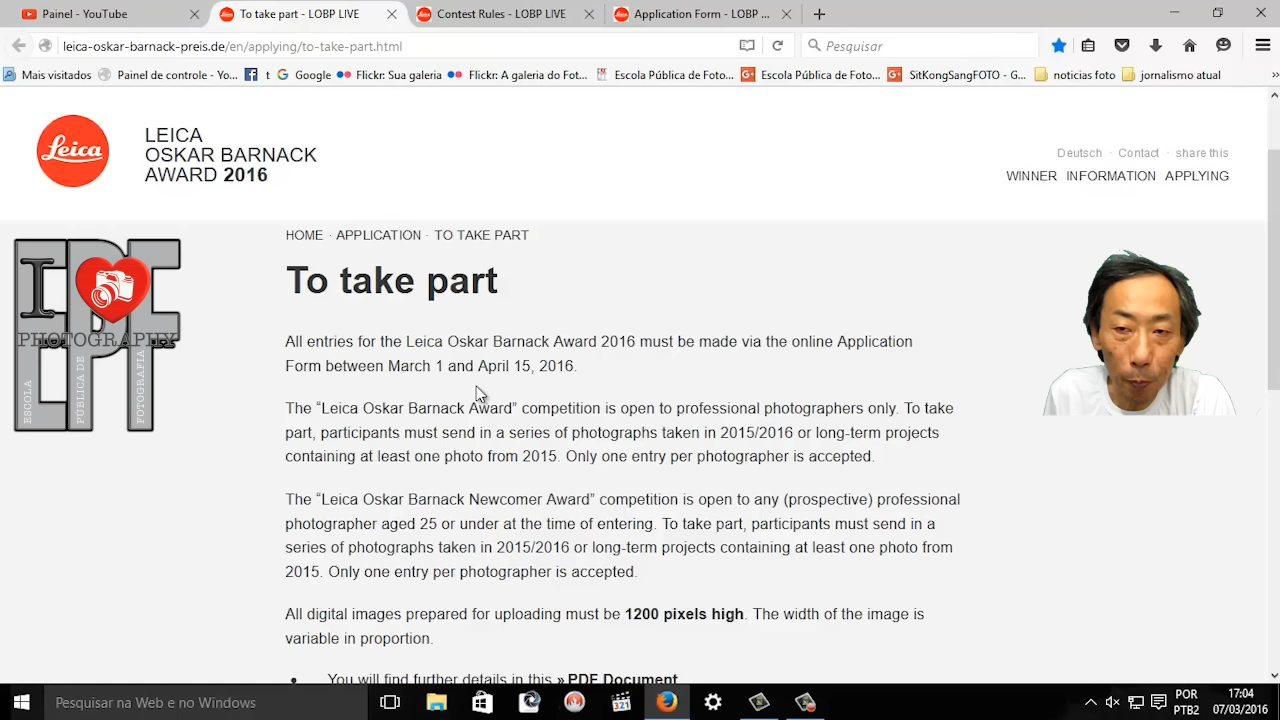 Painel - YouTube
To take part - LOBP LIVE
Contest Rules - LOBP LIVE
Application Form - LOBP ...
leica-oskar-barnack-preis.de/en/applying/to-take-part.html
Pesquisar
Mais visitados
Painel de controle - Yo...
t
Google
Flickr: Sua galeria
Flickr: A galeria do Fot...
Escola Pública de Foto...
Escola Pública de Foto...
SitKongSangFOTO - G...
noticias foto
jornalismo atual
Leica
LEICA
OSKAR BARNACK
AWARD 2016
Deutsch · Contact · share this
WINNER INFORMATION APPLYING
HOME · APPLICATION · TO TAKE PART
I
PHOTOGRAPHY
ESCOLA
PUBLICA DE
FOTOGRAFIA
To take part
All entries for the Leica Oskar Barnack Award 2016 must be made via the online Application
Form between March 1 and April 15, 2016.
The “Leica Oskar Barnack Award” competition is open to professional photographers only. To take
part, participants must send in a series of photographs taken in 2015/2016 or long-term projects
containing at least one photo from 2015. Only one entry per photographer is accepted.
The “Leica Oskar Barnack Newcomer Award” competition is open to any (prospective) professional
photographer aged 25 or under at the time of entering. To take part, participants must send in a
series of photographs taken in 2015/2016 or long-term projects containing at least one photo from
2015. Only one entry per photographer is accepted.
All digital images prepared for uploading must be 1200 pixels high. The width of the image is
variable in proportion.
• You will find further details in this » PDF Document
Pesquisar na Web e no Windows
321
POR
PTB2
17:04
07/03/2016